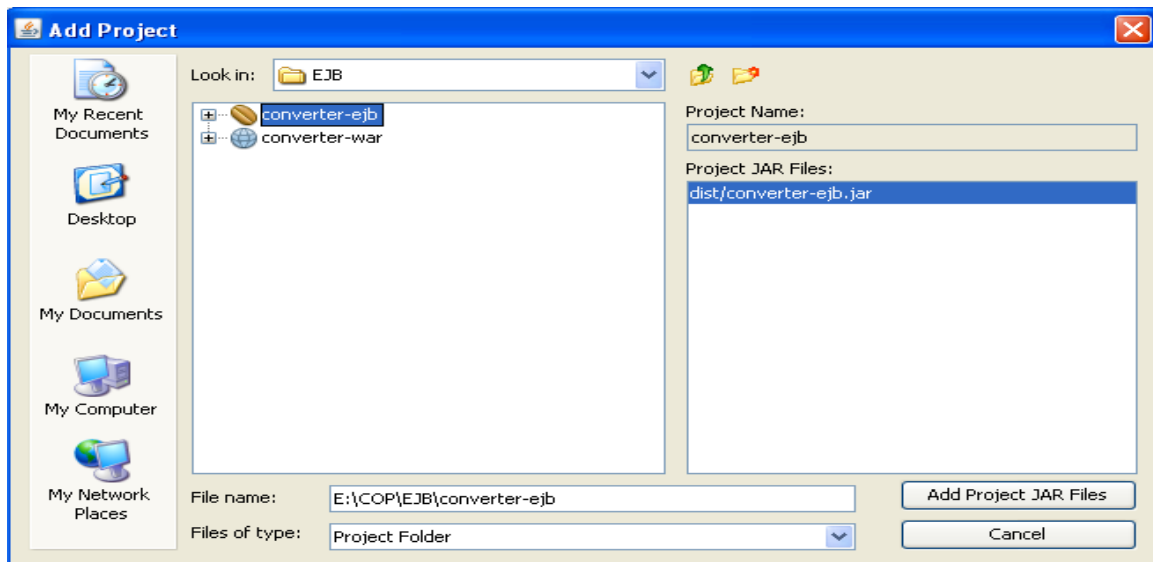 Add Project
Look in:
EJB
My Recent
Documents
Desktop
My Documents
My Computer
My Network
Places
converter-ejb
converter-war
Project Name:
converter-ejb
Project JAR Files:
dist/converter-ejb.jar
File name:
E:\COP\EJB\converter-ejb
Add Project JAR Files
Files of type:
Project Folder
Cancel